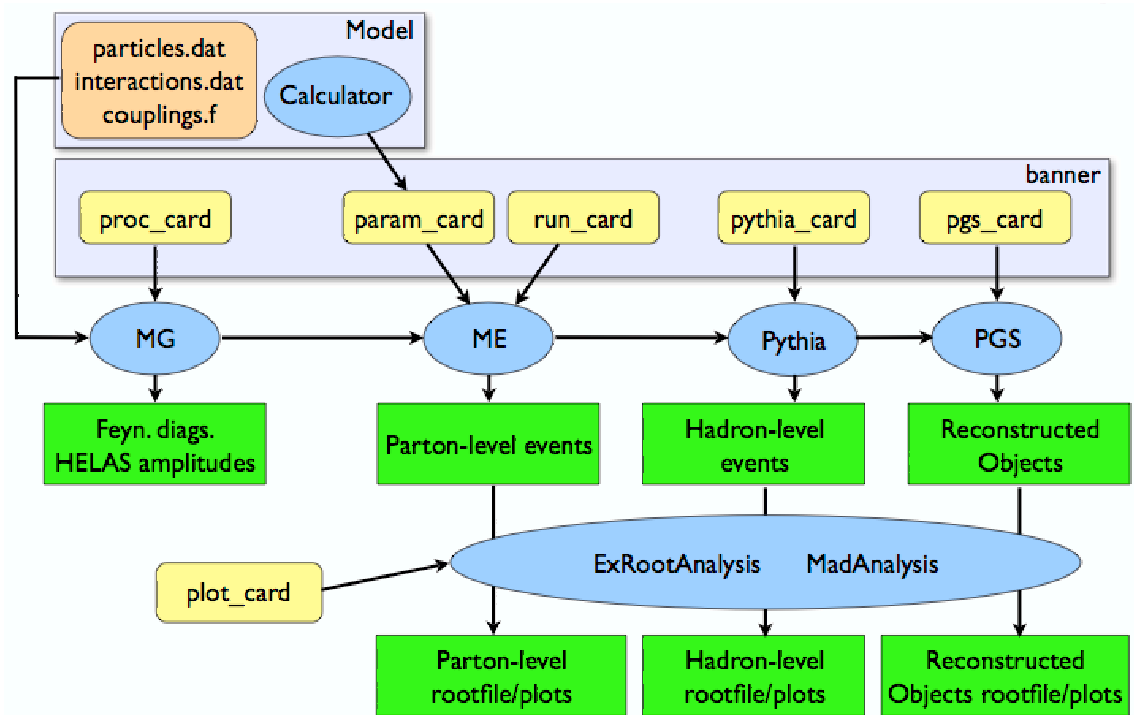 Model
particles.dat
interactions.dat
couplings.f
Calculator
banner
proc_card
param_card
run_card
pythia_card
pgs_card
MG
ME
Pythia
PGS
Feyn. diags.
HELAS amplitudes
Parton-level events
Hadron-level
events
Reconstructed
Objects
ExRootAnalysis
MadAnalysis
plot_card
Parton-level
rootfile/plots
Hadron-level
rootfile/plots
Reconstructed
Objects rootfile/plots